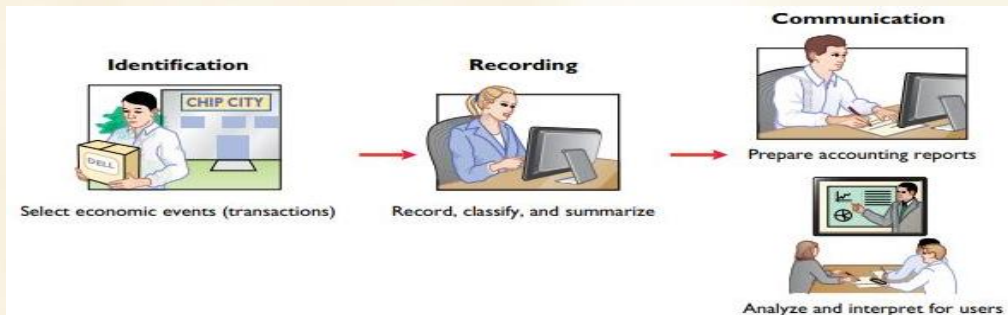 Identification
CHIP CITY
DELL
Select economic events (transactions)
Recording
Record, classify, and summarize
Communication
Prepare accounting reports
Analyze and interpret for users